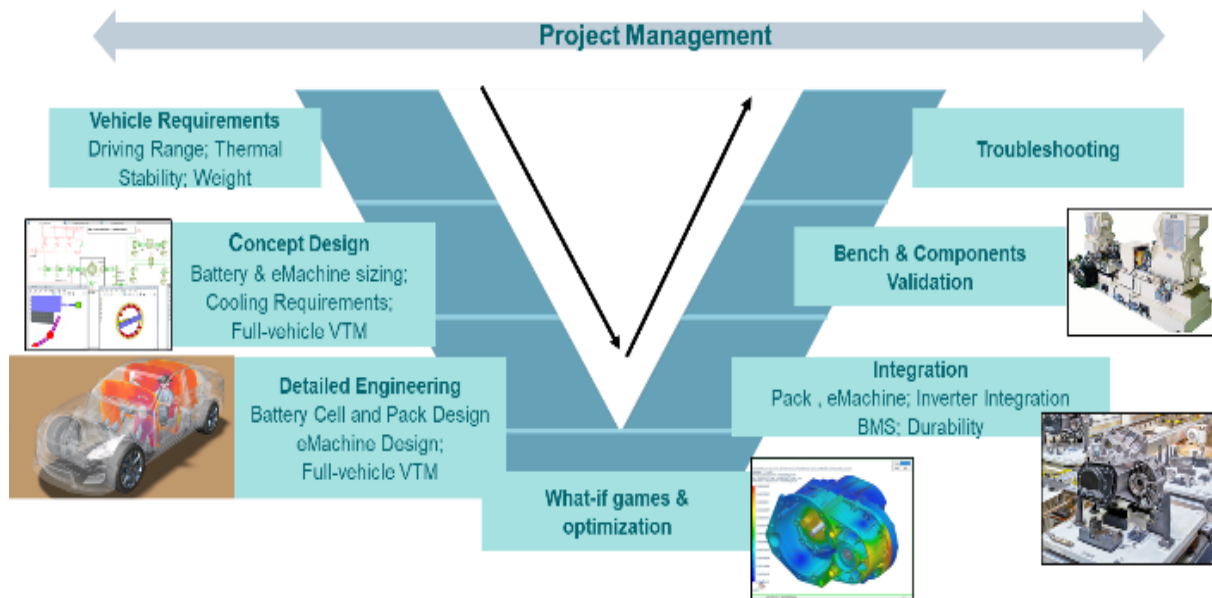 Project Management
Vehicle Requirements
Driving Range; Thermal
Stability; Weight
Concept Design
Battery & eMachine sizing;
Cooling Requirements;
Full-vehicle VTM
Detailed Engineering
Battery Cell and Pack Design
eMachine Design;
Full-vehicle VTM
What-if games &
optimization
Integration
Pack , eMachine; Inverter Integration
BMS; Durability
Bench & Components
Validation
Troubleshooting